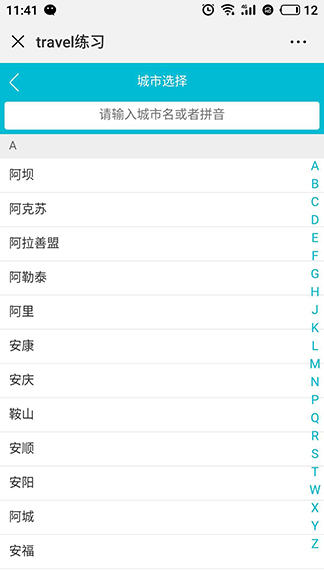 11:41
4G
12
travel练习
城市选择
请输入城市名或者拼音
A
阿坝
阿克苏
阿拉善盟
阿勒泰
阿里
安康
安庆
鞍山
安顺
安阳
阿城
安福
A
B
C
D
E
F
G
H
J
K
L
M
N
P
Q
R
S
T
W
X
Y
Z